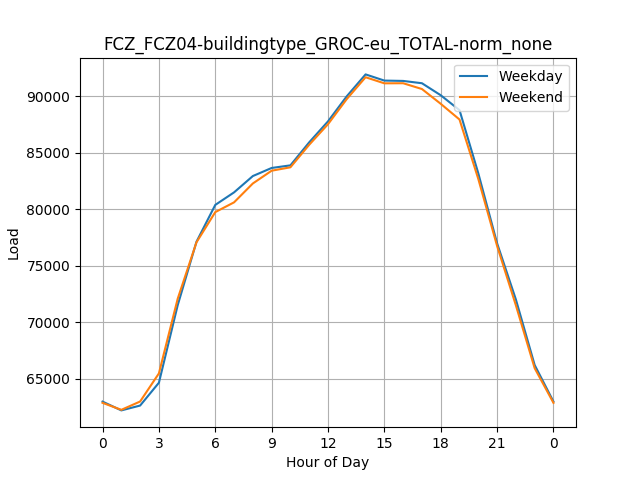 FCZ_FCZ04-buildingtype_GROC-eu_TOTAL-norm_none
Weekday
Weekend
90000
85000
80000
75000
70000
65000
Load
0 3 6 9 12 15 18 21 0
Hour of Day